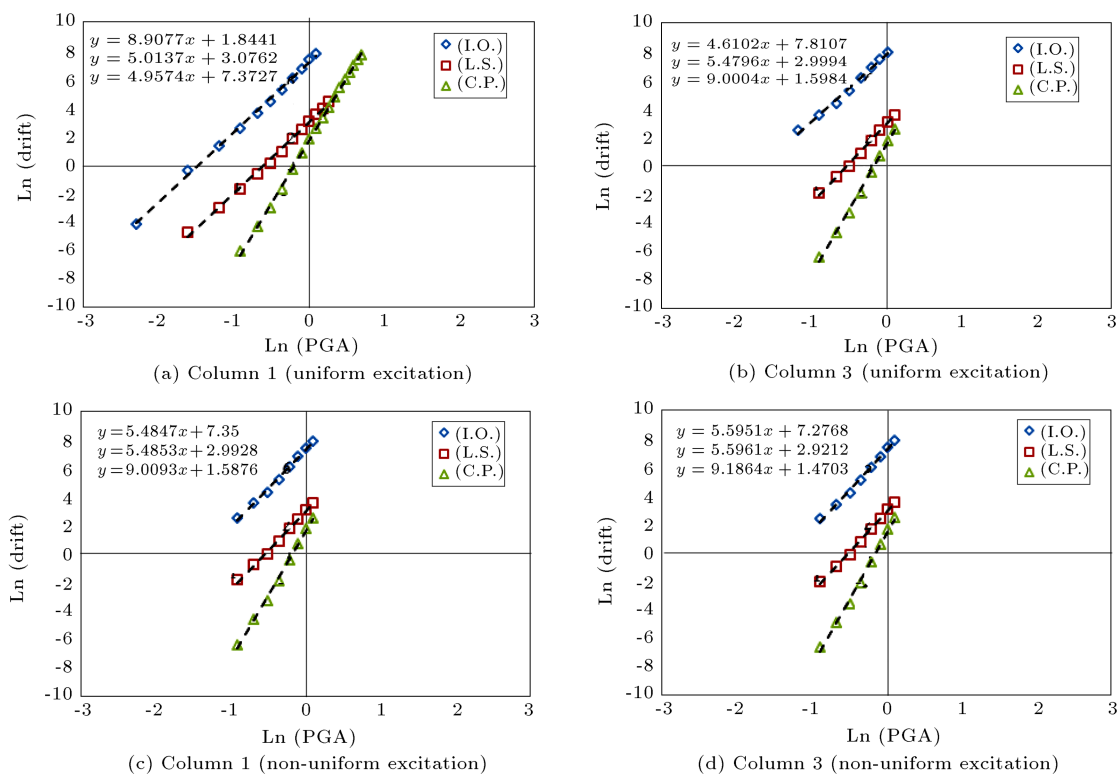 y = 8.9077x + 1.8441
y = 5.0137x + 3.0762
y = 4.9574x + 7.3727
(I.O.)
(L.S.)
(C.P.)
10
8
6
4
2
0
-2
-4
-6
-8
-10
-3
-2
-1
0
1
2
3
Ln (drift)
Ln (PGA)
(a) Column 1 (uniform excitation)
y = 4.6102x + 7.8107
y = 5.4796x + 2.9994
y = 9.0004x + 1.5984
(I.O.)
(L.S.)
(C.P.)
10
8
6
4
2
0
-2
-4
-6
-8
-10
-3
-2
-1
0
1
2
3
Ln (drift)
Ln (PGA)
(b) Column 3 (uniform excitation)
y = 5.4847x + 7.35
y = 5.4853x + 2.9928
y = 9.0093x + 1.5876
(I.O.)
(L.S.)
(C.P.)
10
8
6
4
2
0
-2
-4
-6
-8
-10
-3
-2
-1
0
1
2
3
Ln (drift)
Ln (PGA)
(c) Column 1 (non-uniform excitation)
y = 5.5951x + 7.2768
y = 5.5961x + 2.9212
y = 9.1864x + 1.4703
(I.O.)
(L.S.)
(C.P.)
10
8
6
4
2
0
-2
-4
-6
-8
-10
-3
-2
-1
0
1
2
3
Ln (drift)
Ln (PGA)
(d) Column 3 (non-uniform excitation)